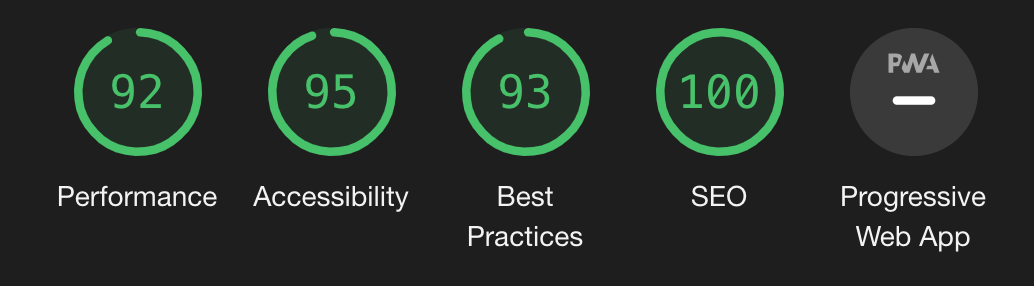 92
95
93
100
PWA
Performance
Accessibility
Best
Practices
SEO
Progressive
Web App